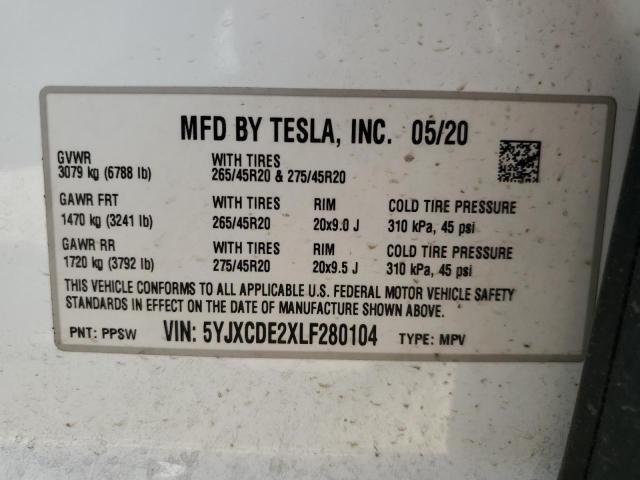 MFD BY TESLA, INC. 05/20
GVWR WITH TIRES
3079 kg (6788 lb) 265/45R20 & 275/45R20
GAWR FRT WITH TIRES RIM COLD TIRE PRESSURE
1470 kg (3241 lb) 265/45R20 20x9.0 J 310 kPa, 45 psi
GAWR RR WITH TIRES RIM COLD TIRE PRESSURE
1720 kg (3792 lb) 275/45R20 20x9.5 J 310 kPa, 45 psi
THIS VEHICLE CONFORMS TO ALL APPLICABLE U.S. FEDERAL MOTOR VEHICLE SAFETY
STANDARDS IN EFFECT ON THE DATE OF MANUFACTURE SHOWN ABOVE.
PNT: PPSW VIN: 5YJXCDE2XLF280104 TYPE: MPV